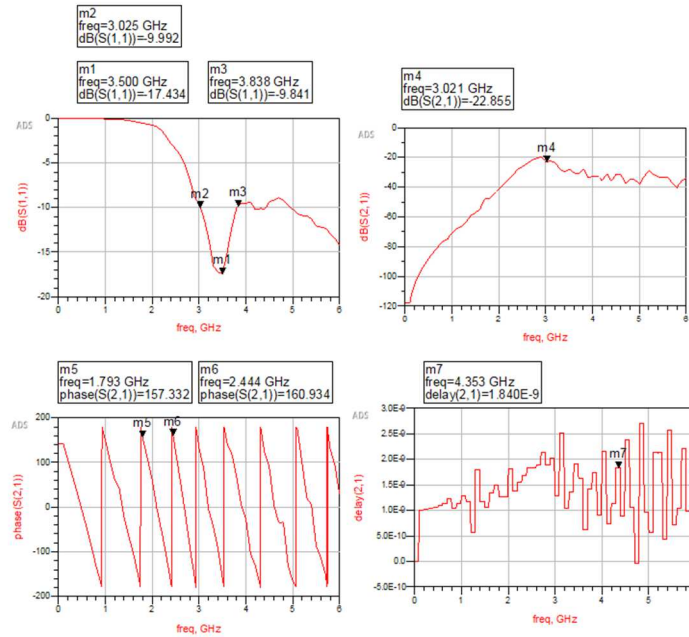 m2
freq=3.025 GHz
dB(S(1,1))=-9.992
m1
freq=3.500 GHz
dB(S(1,1))=-17.434
m3
freq=3.838 GHz
dB(S(1,1))=-9.841
m4
freq=3.021 GHz
dB(S(2,1))=-22.855
ADS
0
-5
-10
-15
-20
dB(S(1,1))
m2
m3
m1
0
1
2
3
4
5
6
freq, GHz
ADS
0
-20
-40
-60
-80
-100
-120
dB(S(2,1))
m4
0
1
2
3
4
5
6
freq, GHz
m5
freq=1.793 GHz
phase(S(2,1))=157.332
m6
freq=2.444 GHz
phase(S(2,1))=160.934
m7
freq=4.353 GHz
delay(2,1)=1.840E-9
ADS
200
100
0
-100
-200
phase(S(2,1))
m5
m6
0
1
2
3
4
5
6
freq, GHz
ADS
3.0E-9
2.5E-9
2.0E-9
1.5E-9
1.0E-9
5.0E-10
0.0
-5.0E-10
delay(2,1)
m7
0
1
2
3
4
5
freq, GHz